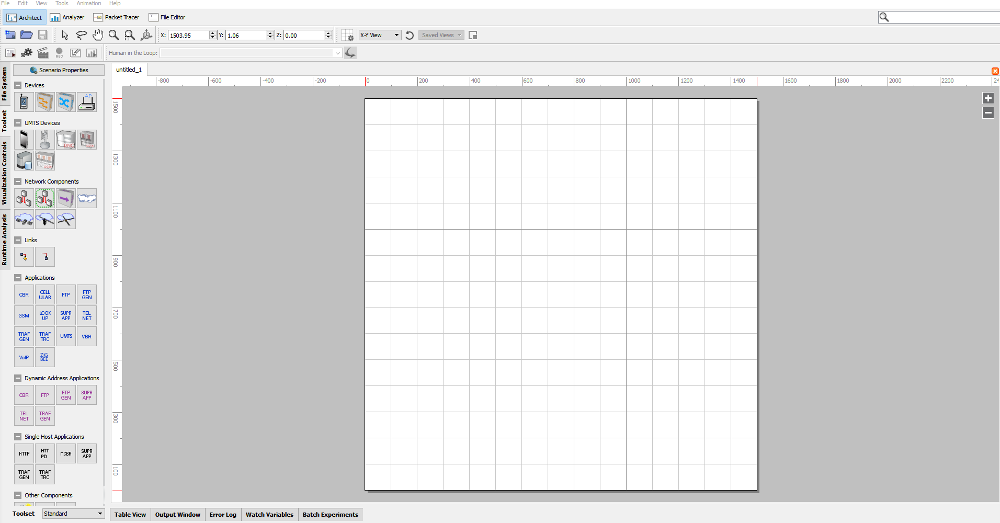 File Edit View Tools Animation Help
Architect Analyzer Packet Tracer File Editor
X: 1503.95 Y: 1.06 Z: 0.00 X-Y View Saved Views
REC Human in the Loop:
File System
Toolset
Visualization Controls
Runtime Analysis
Scenario Properties
Devices
AP
UMTS Devices
RNC
SGSN
GGSN
Network Components
Links
Applications
CBR CELL ULAR FTP FTP GEN
GSM LOOK UP SUPR APP TEL NET
TRAF GEN TRAF TRC UMTS VBR
VoIP ZIG BEE
Dynamic Address Applications
CBR FTP FTP GEN SUPR APP
TEL NET TRAF GEN
Single Host Applications
HTTP HTT PD MCBR SUPR APP
TRAF GEN TRAF TRC
Other Components
Toolset Standard
untitled_1
-800 -600 -400 -200 0 200 400 600 800 1000 1200 1400 1600 1800 2000 2200 24
1500
1300
1100
900
700
500
300
100
Table View Output Window Error Log Watch Variables Batch Experiments